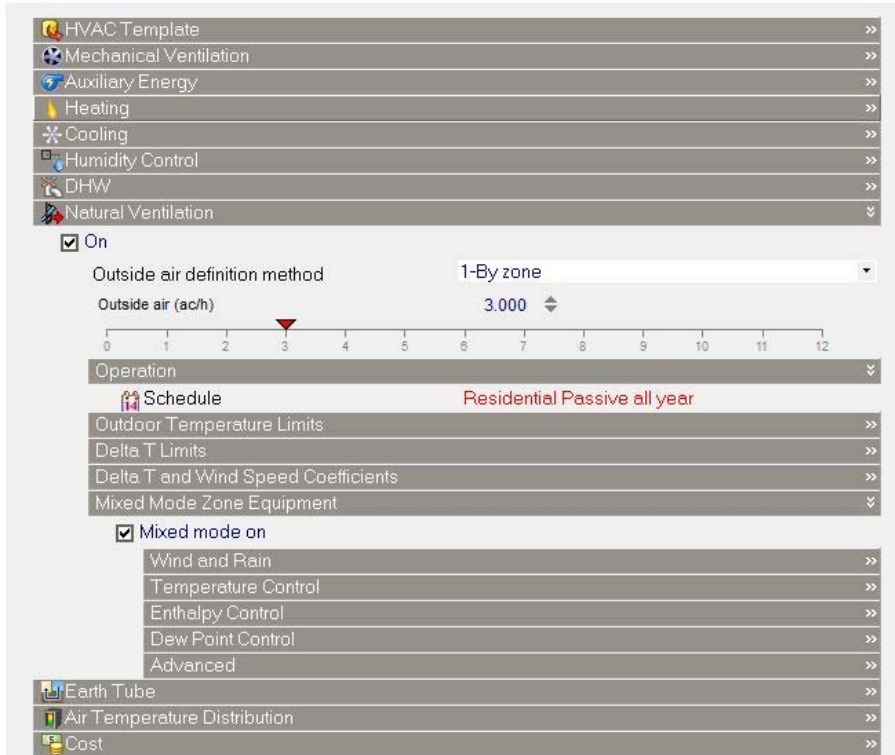 HVAC Template »
Mechanical Ventilation »
Auxiliary Energy »
Heating »
Cooling »
Humidity Control »
DHW »
Natural Ventilation
On
Outside air definition method 1-By zone
Outside air (ac/h) 3.000
0 1 2 3 4 5 6 7 8 9 10 11 12
Operation
14 Schedule Residential Passive all year
Outdoor Temperature Limits »
Delta T Limits »
Delta T and Wind Speed Coefficients »
Mixed Mode Zone Equipment
Mixed mode on
Wind and Rain »
Temperature Control »
Enthalpy Control »
Dew Point Control »
Advanced »
Earth Tube »
Air Temperature Distribution »
Cost »